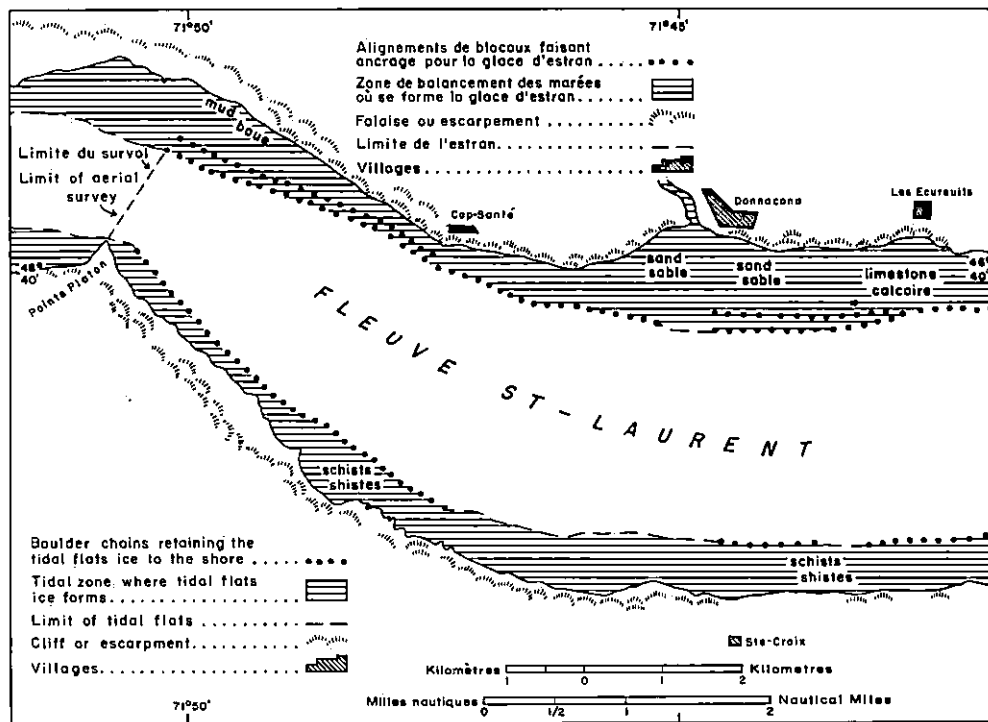 71°50'
71°45'
Alignements de blocaux faisant
ancrage pour la glace d'estran
Zone de balancement des marées
où se forme la glace d'estran
Falaise ou escarpement
Limite de l'estran
Villages
mud boue
Limite du survol
Limit of aerial
survey
Cap-Santé
Donnacona
Les Ecureuils
46°
40'
Pointe Platon
sand
sable
sand
sable
limestone
calcaire
46°
40'
FLEUVE ST-LAURENT
schists
shistes
schists
shistes
Boulder chains retaining the
tidal flats ice to the shore
Tidal zone where tidal flats
ice forms
Limit of tidal flats
Cliff or escarpment
Villages
Ste-Croix
Kilomètres 1 0 1 2 Kilometres
Milles nautiques 0 1/2 1 2 Nautical Miles
71°50'